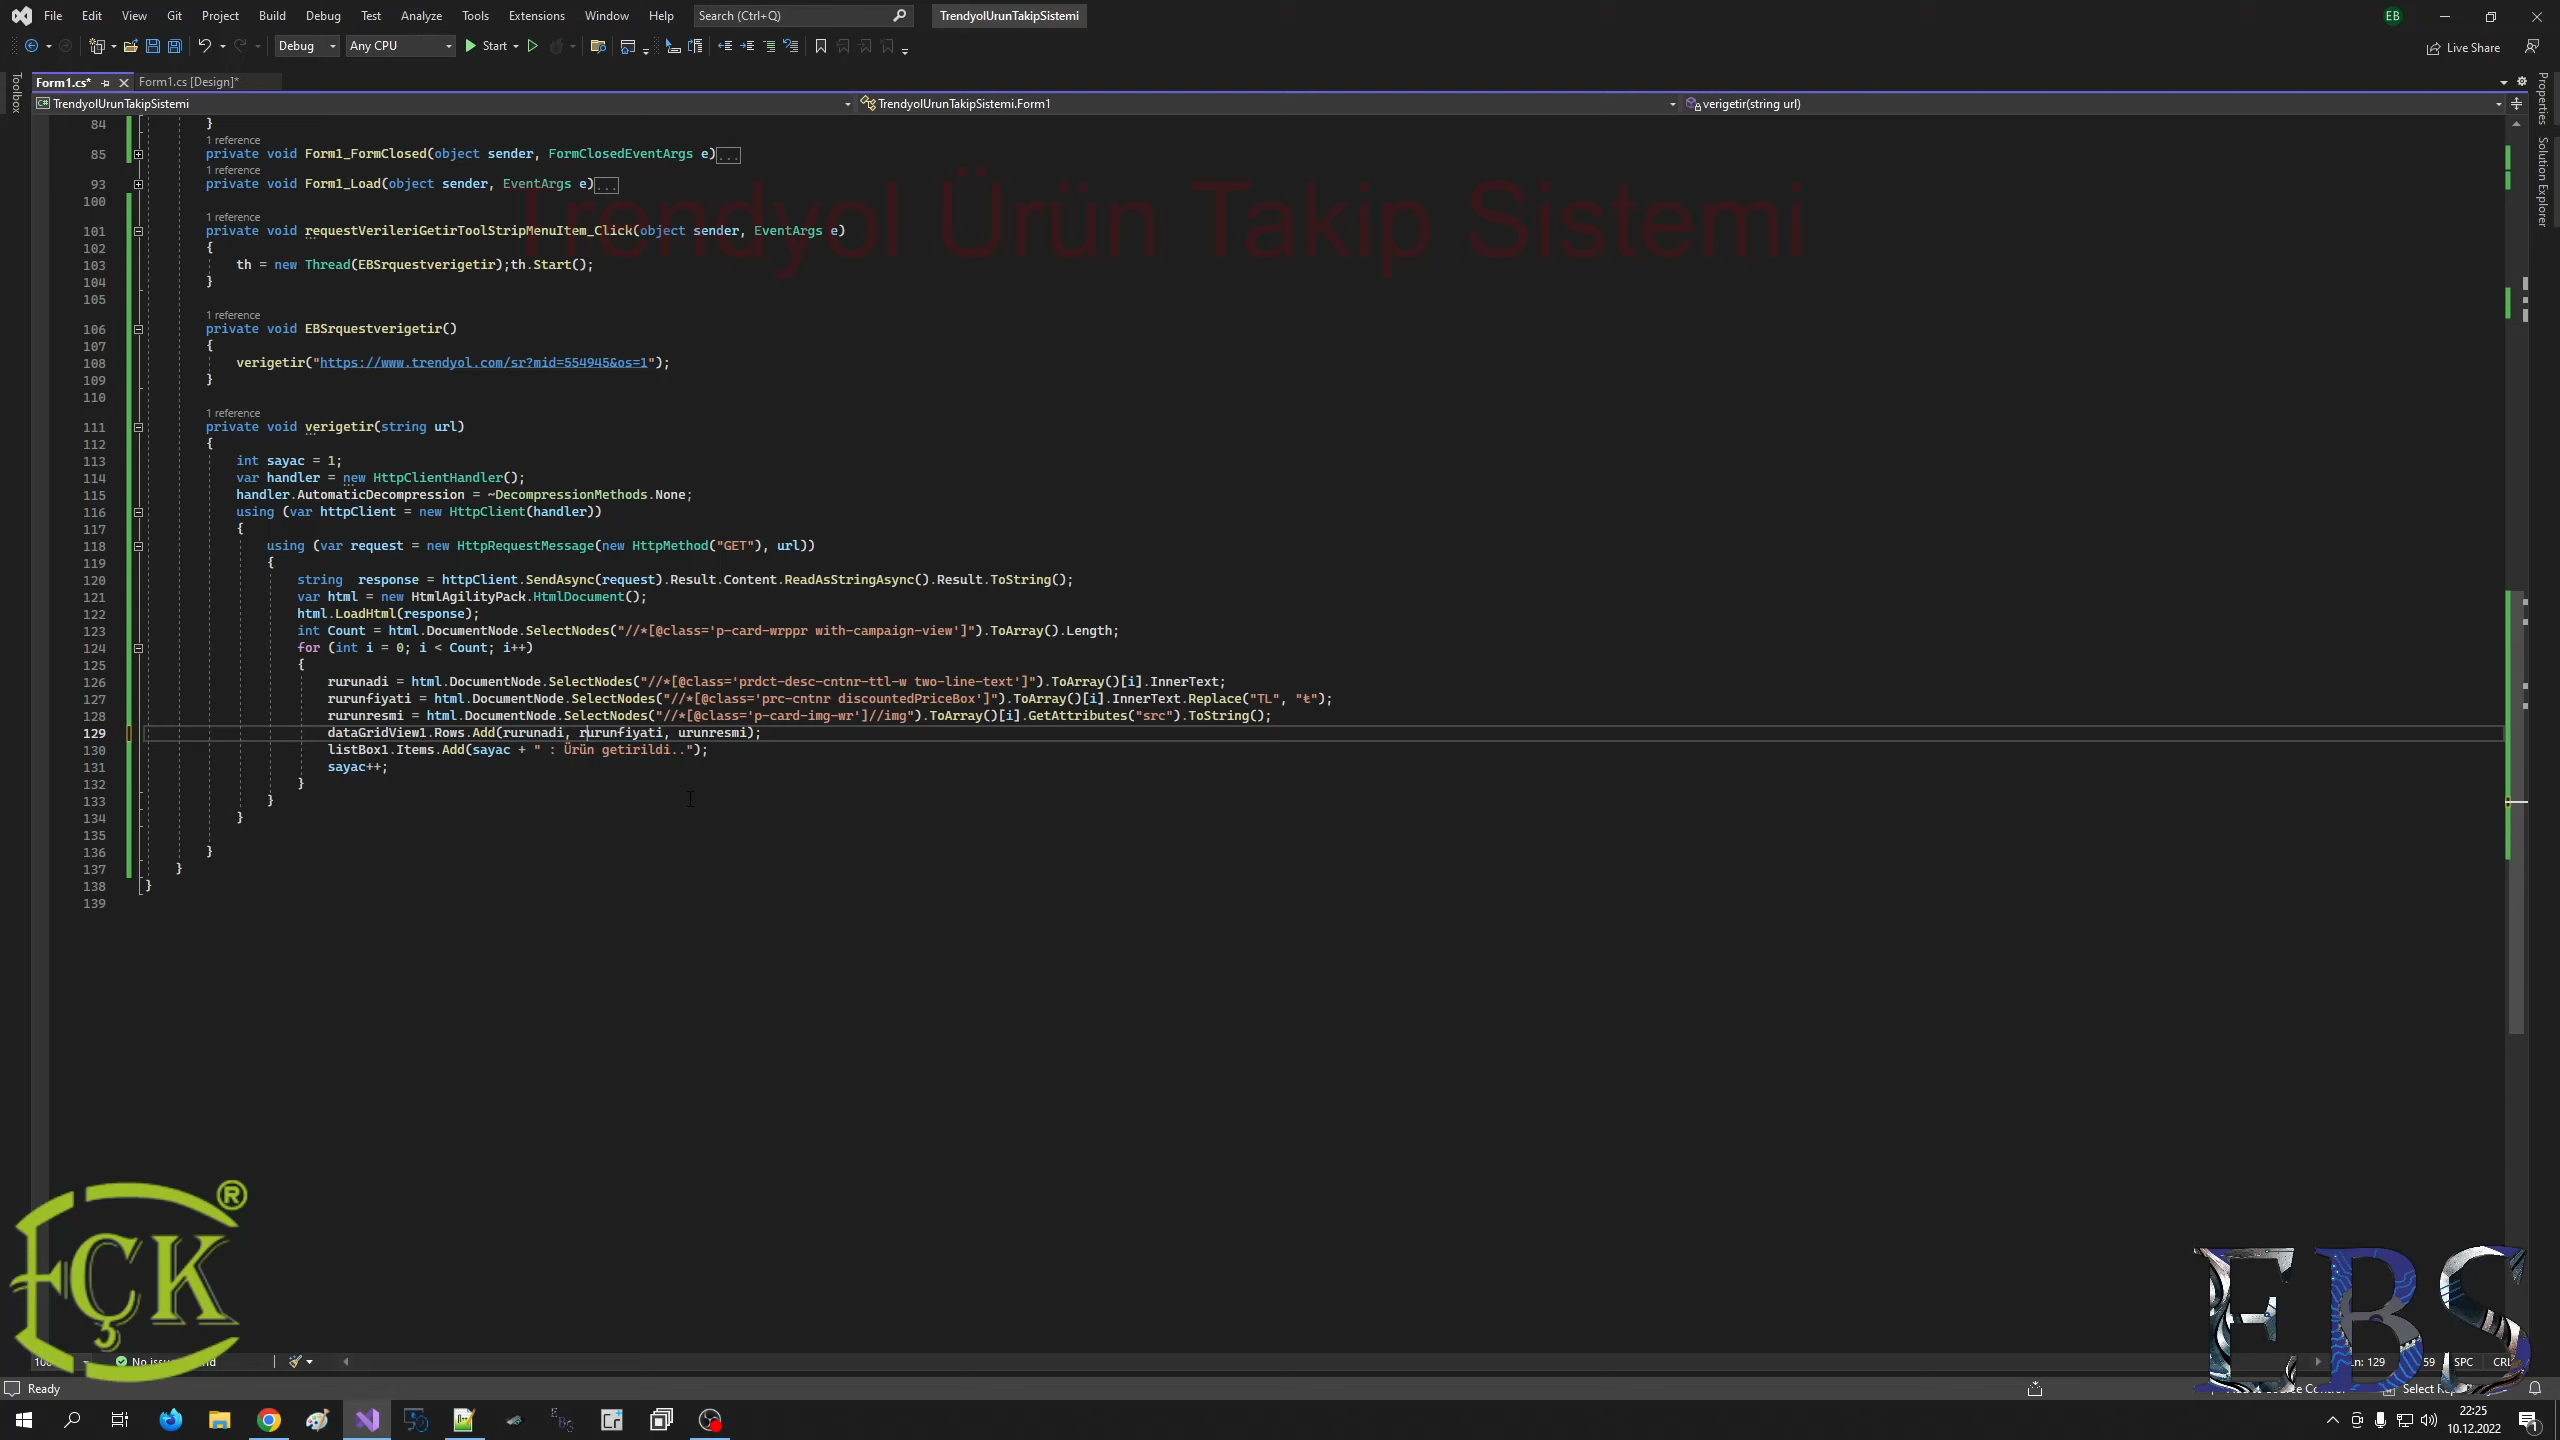 File Edit View Git Project Build Debug Test Analyze Tools Extensions Window Help Search (Ctrl+Q) TrendyolUrunTakipSistemi EB
Debug Any CPU Start Live Share
Form1.cs* Form1.cs [Design]*
TrendyolUrunTakipSistemi TrendyolUrunTakipSistemi.Form1 verigetir(string url)
Toolbox
Properties
Solution Explorer
Trendyol Ürün Takip Sistemi
84 }
1 reference
85 private void Form1_FormClosed(object sender, FormClosedEventArgs e)...
1 reference
93 private void Form1_Load(object sender, EventArgs e)...
100
1 reference
101 private void requestVerileriGetirToolStripMenuItem_Click(object sender, EventArgs e)
102 {
103 th = new Thread(EBSrquestverigetir);th.Start();
104 }
105
1 reference
106 private void EBSrquestverigetir()
107 {
108 verigetir("https://www.trendyol.com/sr?mid=554945&os=1");
109 }
110
1 reference
111 private void verigetir(string url)
112 {
113 int sayac = 1;
114 var handler = new HttpClientHandler();
115 handler.AutomaticDecompression = ~DecompressionMethods.None;
116 using (var httpClient = new HttpClient(handler))
117 {
118 using (var request = new HttpRequestMessage(new HttpMethod("GET"), url))
119 {
120 string response = httpClient.SendAsync(request).Result.Content.ReadAsStringAsync().Result.ToString();
121 var html = new HtmlAgilityPack.HtmlDocument();
122 html.LoadHtml(response);
123 int Count = html.DocumentNode.SelectNodes("//*[@class='p-card-wrppr with-campaign-view']").ToArray().Length;
124 for (int i = 0; i < Count; i++)
125 {
126 rurunadi = html.DocumentNode.SelectNodes("//*[@class='prdct-desc-cntnr-ttl-w two-line-text']").ToArray()[i].InnerText;
127 rurunfiyati = html.DocumentNode.SelectNodes("//*[@class='prc-cntnr discountedPriceBox']").ToArray()[i].InnerText.Replace("TL", "₺");
128 rurunresmi = html.DocumentNode.SelectNodes("//*[@class='p-card-img-wr']//img").ToArray()[i].GetAttributes("src").ToString();
129 dataGridView1.Rows.Add(rurunadi, rurunfiyati, urunresmi);
130 listBox1.Items.Add(sayac + " : Ürün getirildi..");
131 sayac++;
132 }
133 }
134 }
135
136 }
137 }
138 }
139
ECK ®
EBS
Ln: 129 59 SPC
Ready
22:25
10.12.2022